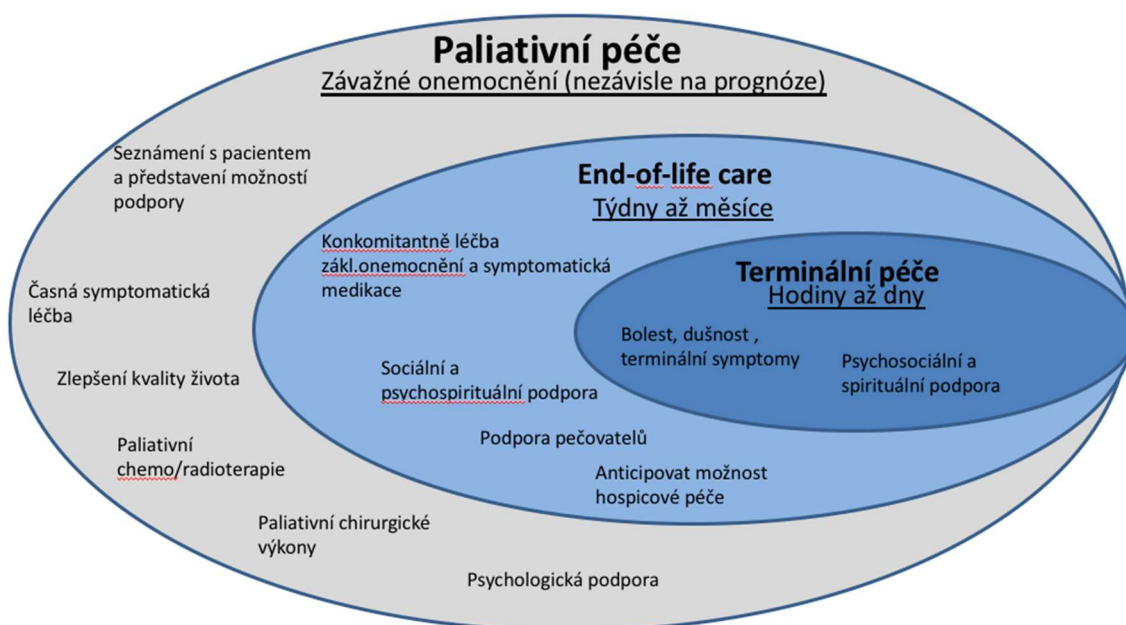 Paliativní péče
Závažné onemocnění (nezávisle na prognóze)
Seznámení s pacientem
a představení možností
podpory
Časná symptomatická
léčba
Zlepšení kvality života
Paliativní
chemo/radioterapie
Paliativní chirurgické
výkony
Psychologická podpora
End-of-life care
Týdny až měsíce
Konkomitantně léčba
zákl.onemocnění a symptomatická
medikace
Sociální a
psychospirituální podpora
Podpora pečovatelů
Anticipovat možnost
hospicové péče
Terminální péče
Hodiny až dny
Bolest, dušnost ,
terminální symptomy
Psychosociální a
spirituální podpora